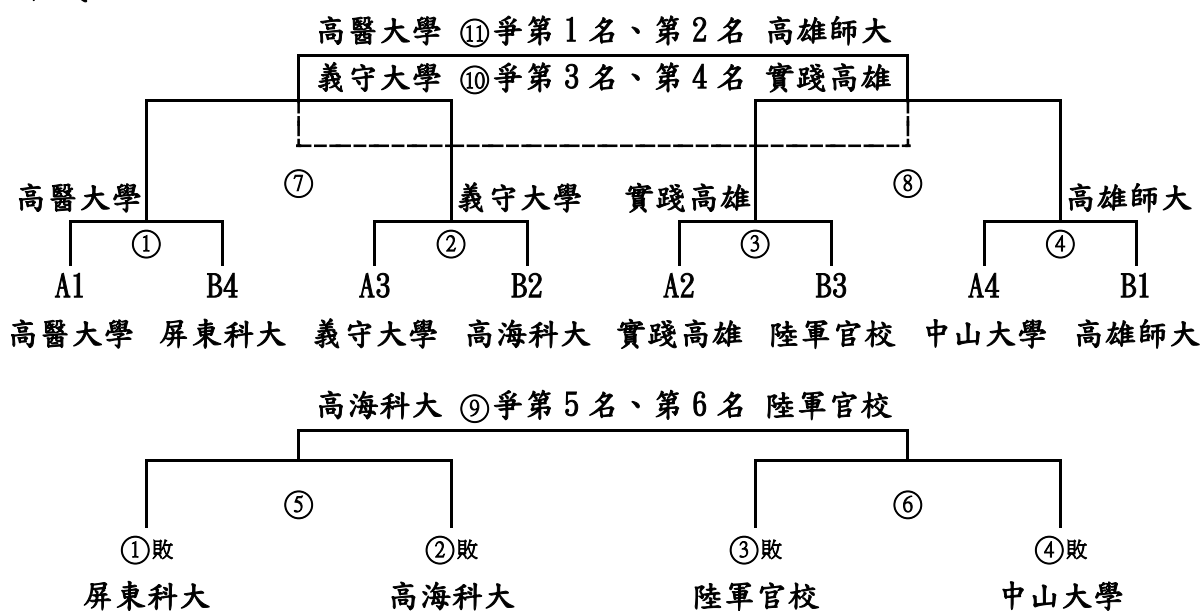 高醫大學 ⑪爭第1名、第2名 高雄師大
義守大學 ⑩爭第3名、第4名 實踐高雄
⑦ ⑧
高醫大學 義守大學 實踐高雄 高雄師大
① ② ③ ④
A1 B4 A3 B2 A2 B3 A4 B1
高醫大學 屏東科大 義守大學 高海科大 實踐高雄 陸軍官校 中山大學 高雄師大
高海科大 ⑨爭第5名、第6名 陸軍官校
⑤ ⑥
①敗 ②敗 ③敗 ④敗
屏東科大 高海科大 陸軍官校 中山大學